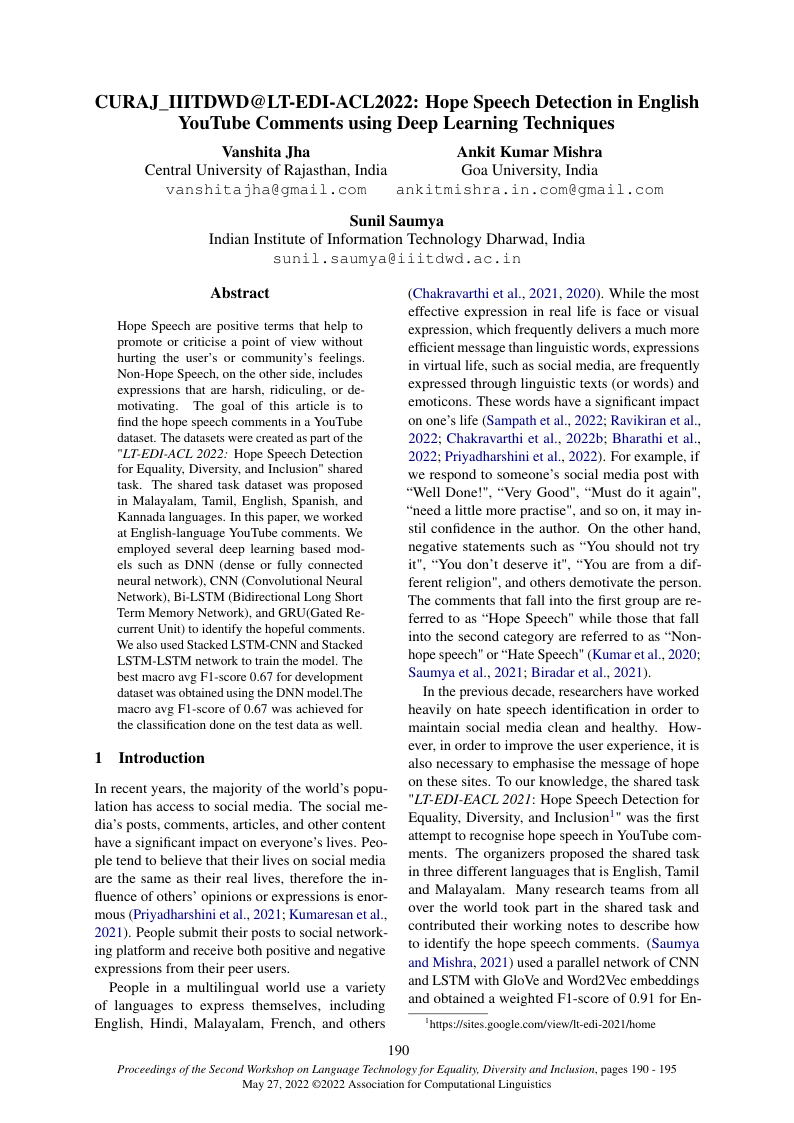 CURAJ_IIITDWD@LT-EDI-ACL2022: Hope Speech Detection in English
YouTube Comments using Deep Learning Techniques
Vanshita Jha
Central University of Rajasthan, India
vanshitajha@gmail.com
Ankit Kumar Mishra
Goa University, India
ankitmishra.in.com@gmail.com
Sunil Saumya
Indian Institute of Information Technology Dharwad, India
sunil.saumya@iiitdwd.ac.in
Abstract
Hope Speech are positive terms that help to
promote or criticise a point of view without
hurting the user's or community's feelings.
Non-Hope Speech, on the other side, includes
expressions that are harsh, ridiculing, or de-
motivating. The goal of this article is to
find the hope speech comments in a YouTube
dataset. The datasets were created as part of the
"LT-EDI-ACL 2022: Hope Speech Detection
for Equality, Diversity, and Inclusion" shared
task. The shared task dataset was proposed
in Malayalam, Tamil, English, Spanish, and
Kannada languages. In this paper, we worked
at English-language YouTube comments. We
employed several deep learning based mod-
els such as DNN (dense or fully connected
neural network), CNN (Convolutional Neural
Network), Bi-LSTM (Bidirectional Long Short
Term Memory Network), and GRU(Gated Re-
current Unit) to identify the hopeful comments.
We also used Stacked LSTM-CNN and Stacked
LSTM-LSTM network to train the model. The
best macro avg F1-score 0.67 for development
dataset was obtained using the DNN model.The
macro avg F1-score of 0.67 was achieved for
the classification done on the test data as well.
1 Introduction
In recent years, the majority of the world's popu-
lation has access to social media. The social me-
dia's posts, comments, articles, and other content
have a significant impact on everyone's lives. Peo-
ple tend to believe that their lives on social media
are the same as their real lives, therefore the in-
fluence of others' opinions or expressions is enor-
mous (Priyadharshini et al., 2021; Kumaresan et al.,
2021). People submit their posts to social network-
ing platform and receive both positive and negative
expressions from their peer users.
People in a multilingual world use a variety
of languages to express themselves, including
English, Hindi, Malayalam, French, and others
(Chakravarthi et al., 2021, 2020). While the most
effective expression in real life is face or visual
expression, which frequently delivers a much more
efficient message than linguistic words, expressions
in virtual life, such as social media, are frequently
expressed through linguistic texts (or words) and
emoticons. These words have a significant impact
on one's life (Sampath et al., 2022; Ravikiran et al.,
2022; Chakravarthi et al., 2022b; Bharathi et al.,
2022; Priyadharshini et al., 2022). For example, if
we respond to someone's social media post with
“Well Done!", “Very Good", “Must do it again",
“need a little more practise", and so on, it may in-
stil confidence in the author. On the other hand,
negative statements such as “You should not try
it", “You don't deserve it", “You are from a dif-
ferent religion", and others demotivate the person.
The comments that fall into the first group are re-
ferred to as “Hope Speech" while those that fall
into the second category are referred to as “Non-
hope speech" or “Hate Speech" (Kumar et al., 2020;
Saumya et al., 2021; Biradar et al., 2021).
In the previous decade, researchers have worked
heavily on hate speech identification in order to
maintain social media clean and healthy. How-
ever, in order to improve the user experience, it is
also necessary to emphasise the message of hope
on these sites. To our knowledge, the shared task
"LT-EDI-EACL 2021: Hope Speech Detection for
Equality, Diversity, and Inclusion1" was the first
attempt to recognise hope speech in YouTube com-
ments. The organizers proposed the shared task
in three different languages that is English, Tamil
and Malayalam. Many research teams from all
over the world took part in the shared task and
contributed their working notes to describe how
to identify the hope speech comments. (Saumya
and Mishra, 2021) used a parallel network of CNN
and LSTM with GloVe and Word2Vec embeddings
and obtained a weighted F1-score of 0.91 for En-
1https://sites.google.com/view/lt-edi-2021/home
190
Proceedings of the Second Workshop on Language Technology for Equality, Diversity and Inclusion, pages 190 - 195
May 27, 2022 ©2022 Association for Computational Linguistics